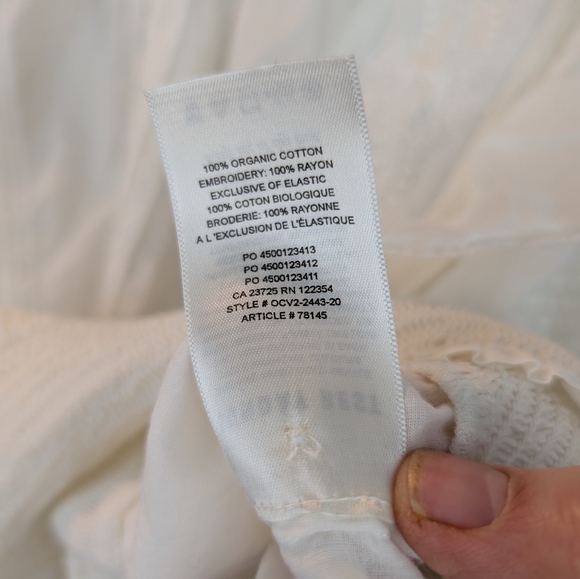 100% ORGANIC COTTON
EMBROIDERY: 100% RAYON
EXCLUSIVE OF ELASTIC
100% COTON BIOLOGIQUE
BRODERIE: 100% RAYONNE
A L'EXCLUSION DE L'ÉLASTIQUE
PO 4500123413
PO 4500123412
PO 4500123411
CA 23725 RN 122354
STYLE # OCV2-2443-20
ARTICLE # 78145